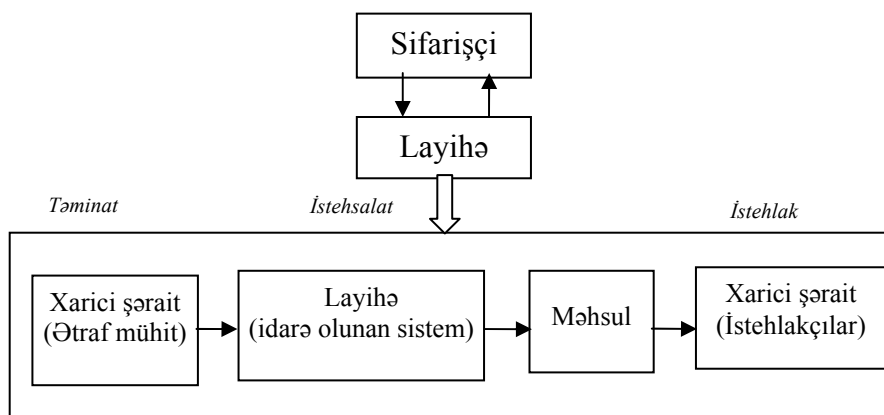 Sifarişçi
Layihə
Təminat
İstehsalat
İstehlak
Xarici şərait
(Ətraf mühit)
Layihə
(idarə olunan sistem)
Məhsul
Xarici şərait
(İstehlakçılar)